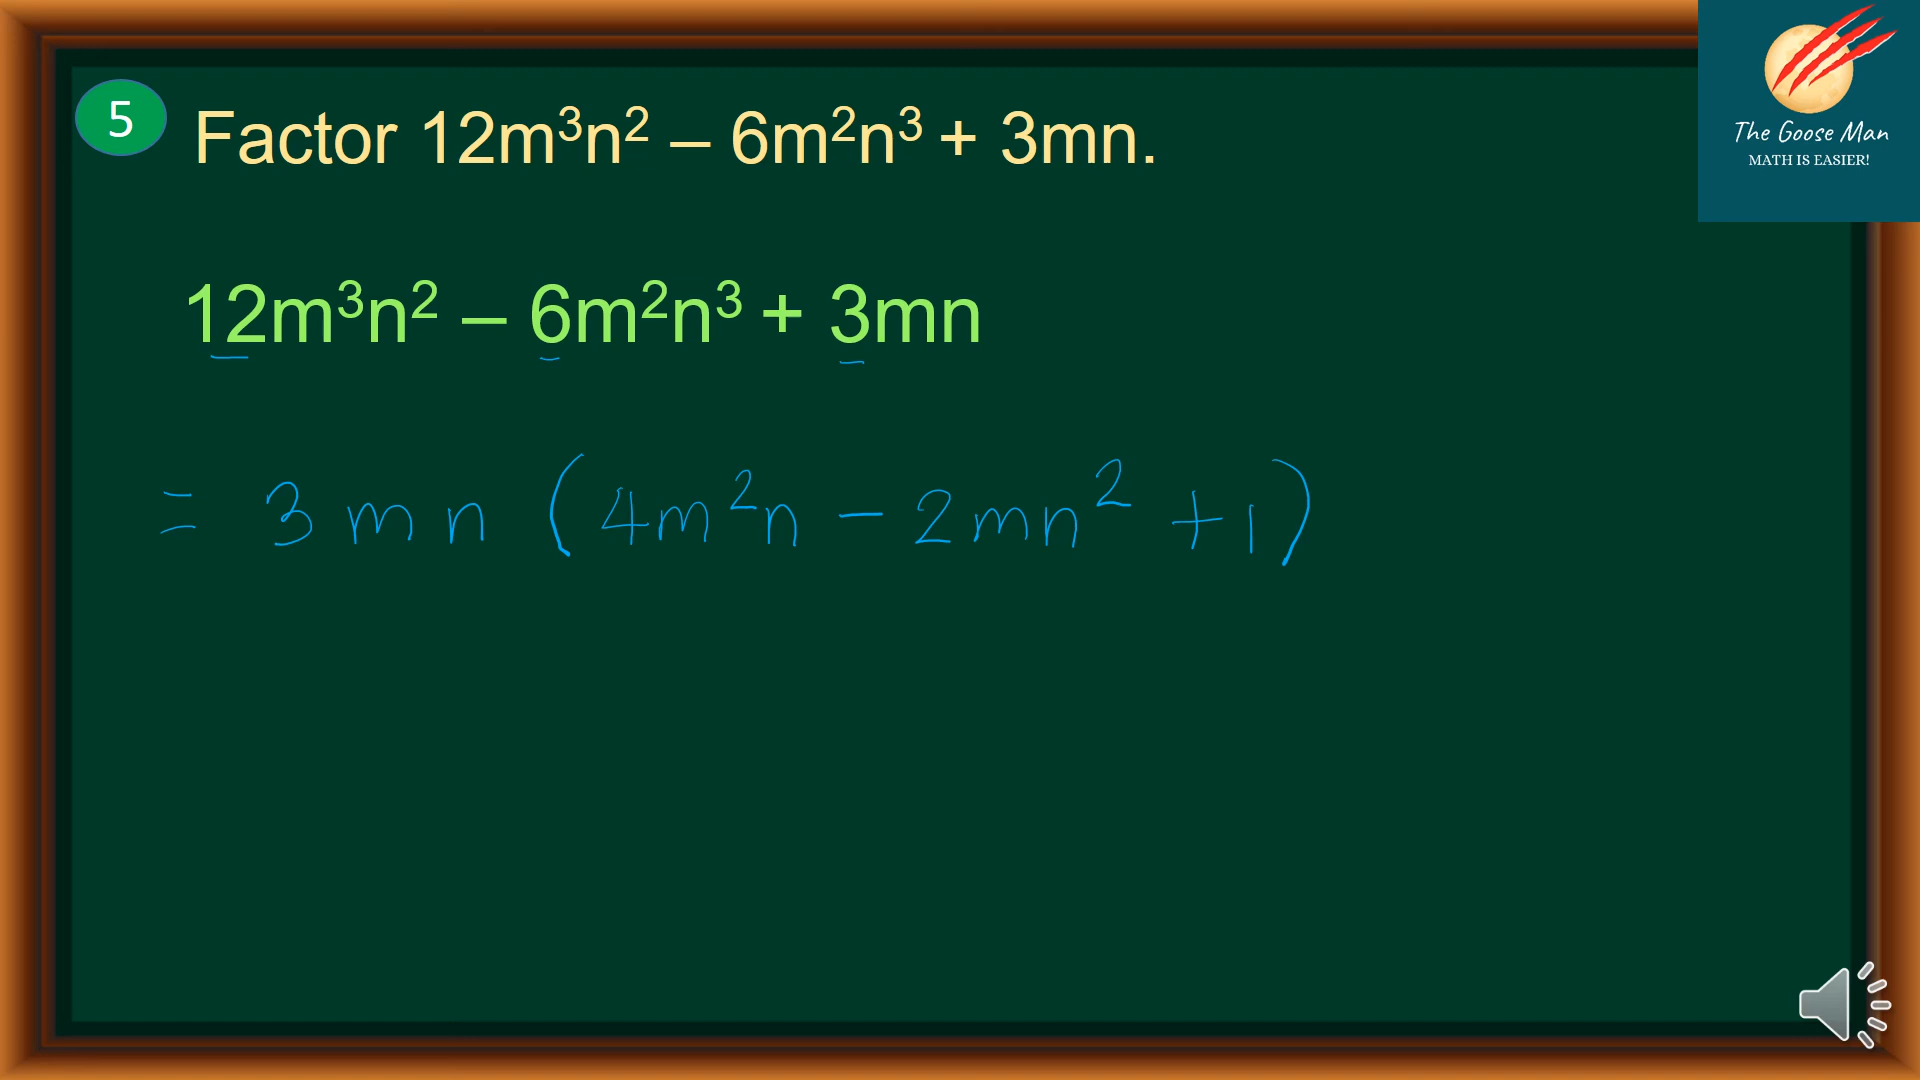 5
Factor 12m³n² – 6m²n³ + 3mn.
The Goose Man
MATH IS EASIER!
12m³n² – 6m²n³ + 3mn
= 3mn (4m²n − 2mn² + 1)